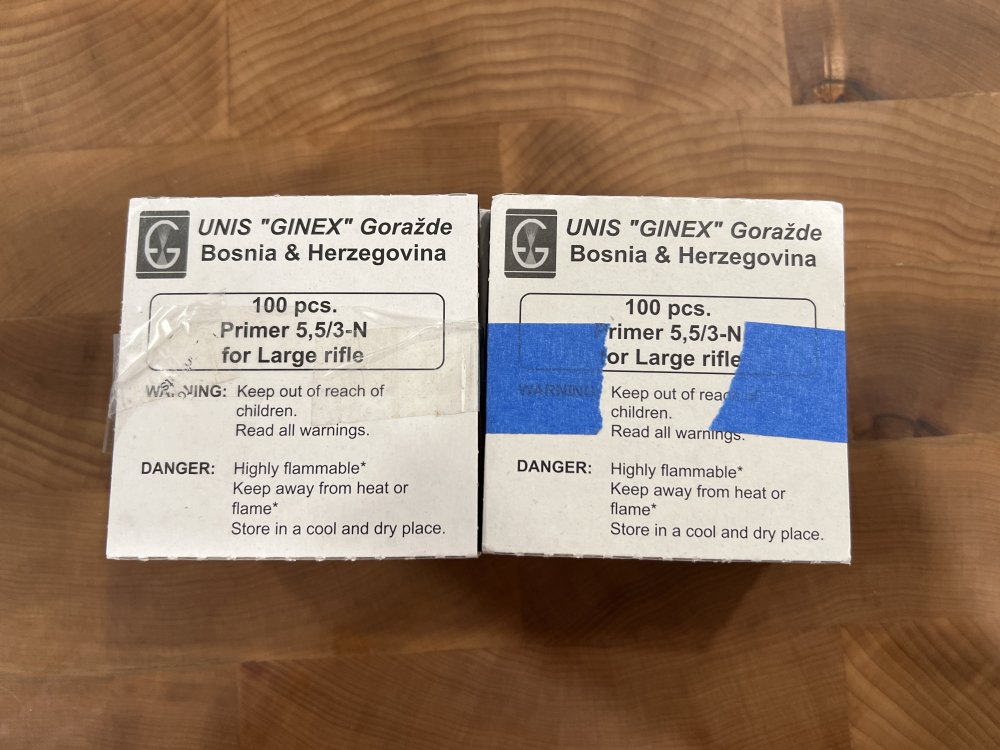 UNIS "GINEX" Goražde
Bosnia & Herzegovina
100 pcs.
Primer 5,5/3-N
for Large rifle
WARNING: Keep out of reach of
children.
Read all warnings.
DANGER: Highly flammable*
Keep away from heat or
flame*
Store in a cool and dry place.
UNIS "GINEX" Goražde
Bosnia & Herzegovina
100 pcs.
Primer 5,5/3-N
for Large rifle
WARNING: Keep out of reach of
children.
Read all warnings.
DANGER: Highly flammable*
Keep away from heat or
flame*
Store in a cool and dry place.